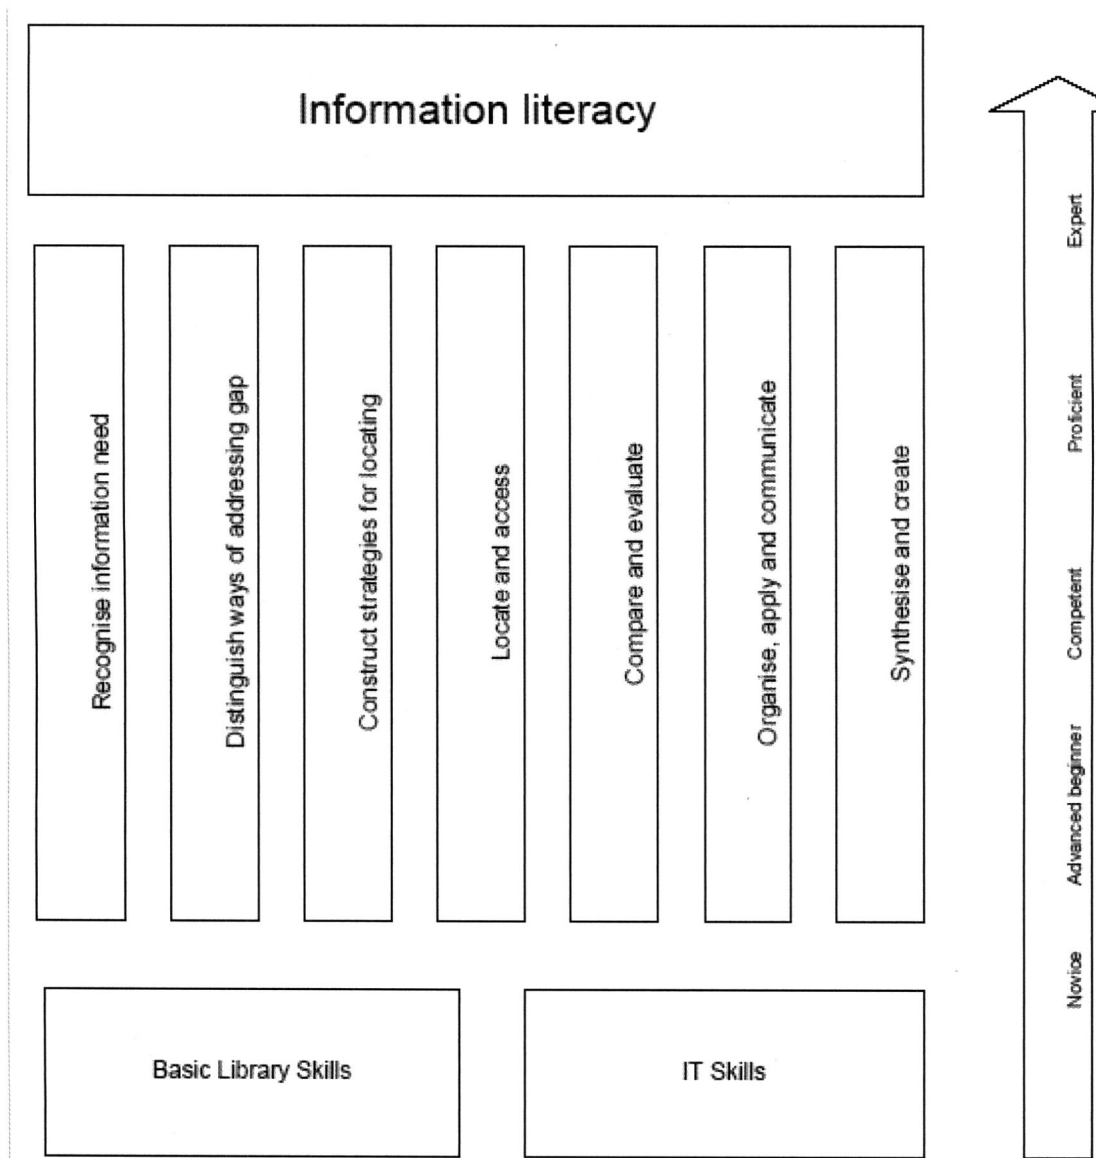 Information literacy
Recognise information need
Distinguish ways of addressing gap
Construct strategies for locating
Locate and access
Compare and evaluate
Organise, apply and communicate
Synthesise and create
Basic Library Skills
IT Skills
Expert
Proficient
Competent
Advanced beginner
Novice